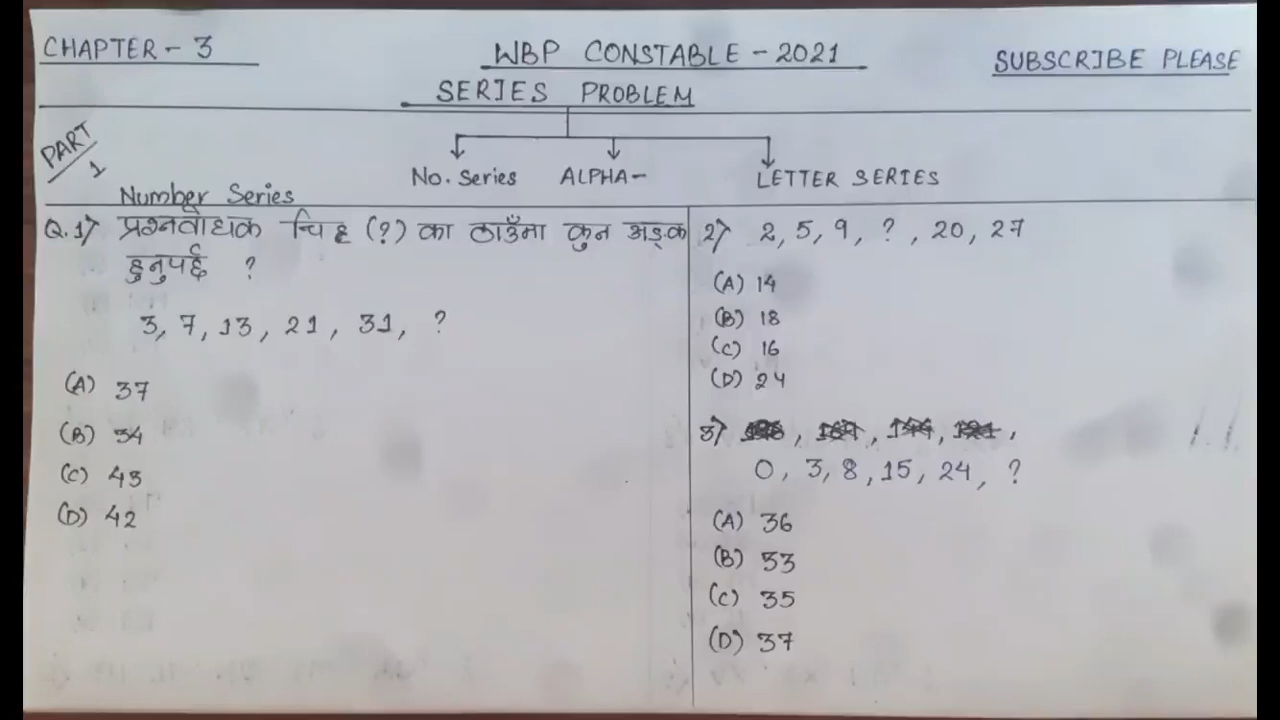 CHAPTER - 3
WBP CONSTABLE - 2021
SUBSCRIBE PLEASE
SERIES PROBLEM
PART 1
No. Series ALPHA- LETTER SERIES
Number Series
Q.1) प्रश्नवोधक चिह्न (?) का ठाउँमा कुन अङ्क
हुनुपर्छ ?
3, 7, 13, 21, 31, ?
(A) 37
(B) 34
(C) 43
(D) 42
2) 2, 5, 9, ?, 20, 27
(A) 14
(B) 18
(C) 16
(D) 24
3)
0, 3, 8, 15, 24, ?
(A) 36
(B) 33
(C) 35
(D) 37